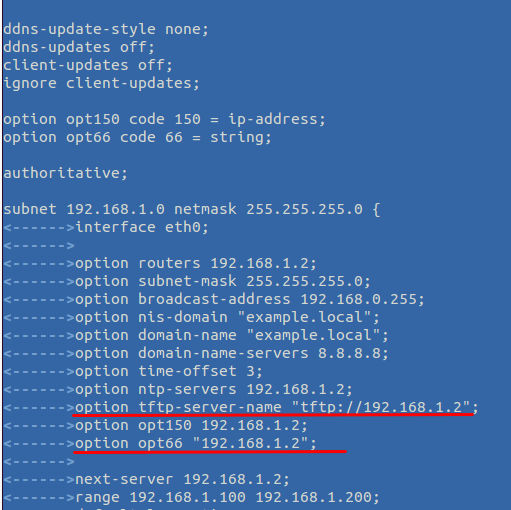 ddns-update-style none;
ddns-updates off;
client-updates off;
ignore client-updates;
option opt150 code 150 = ip-address;
option opt66 code 66 = string;
authoritative;
subnet 192.168.1.0 netmask 255.255.255.0 {
<------>interface eth0;
<------>
<------>option routers 192.168.1.2;
<------>option subnet-mask 255.255.255.0;
<------>option broadcast-address 192.168.0.255;
<------>option nis-domain "example.local";
<------>option domain-name "example.local";
<------>option domain-name-servers 8.8.8.8;
<------>option time-offset 3;
<------>option ntp-servers 192.168.1.2;
<------>option tftp-server-name "tftp://192.168.1.2";
<------>option opt150 192.168.1.2;
<------>option opt66 "192.168.1.2";
<------>
<------>next-server 192.168.1.2;
<------>range 192.168.1.100 192.168.1.200;